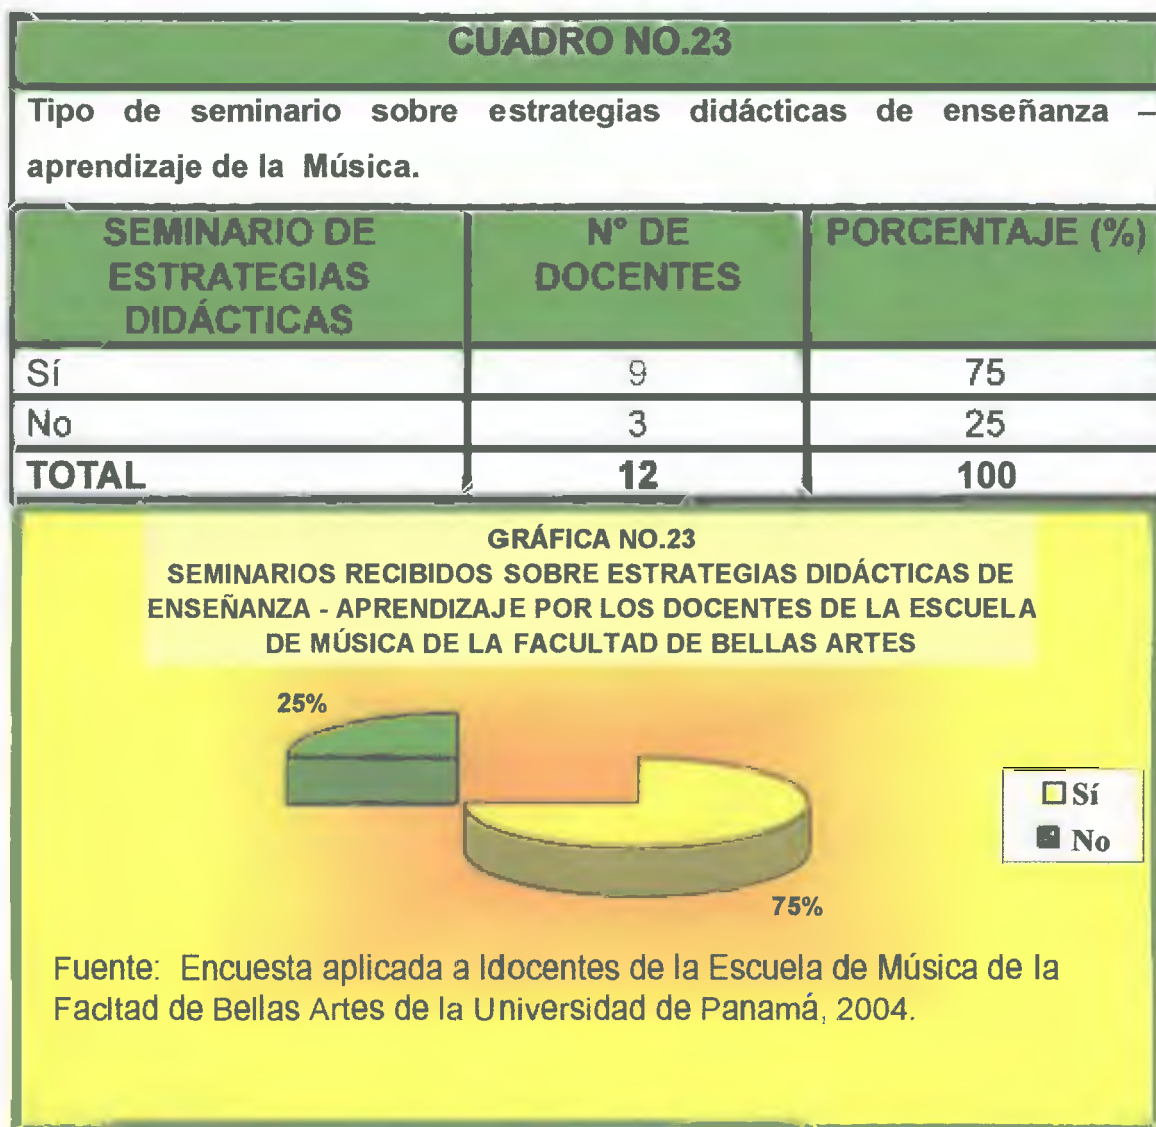 CUADRO NO.23
Tipo de seminario sobre estrategias didácticas de enseñanza –
aprendizaje de la Música.
SEMINARIO DE ESTRATEGIAS DIDÁCTICAS N° DE DOCENTES PORCENTAJE (%)
Sí 9 75
No 3 25
TOTAL 12 100
GRÁFICA NO.23
SEMINARIOS RECIBIDOS SOBRE ESTRATEGIAS DIDÁCTICAS DE
ENSEÑANZA - APRENDIZAJE POR LOS DOCENTES DE LA ESCUELA
DE MÚSICA DE LA FACULTAD DE BELLAS ARTES
25%
Sí
No
75%
Fuente: Encuesta aplicada a ldocentes de la Escuela de Música de la
Facltad de Bellas Artes de la Universidad de Panamá, 2004.